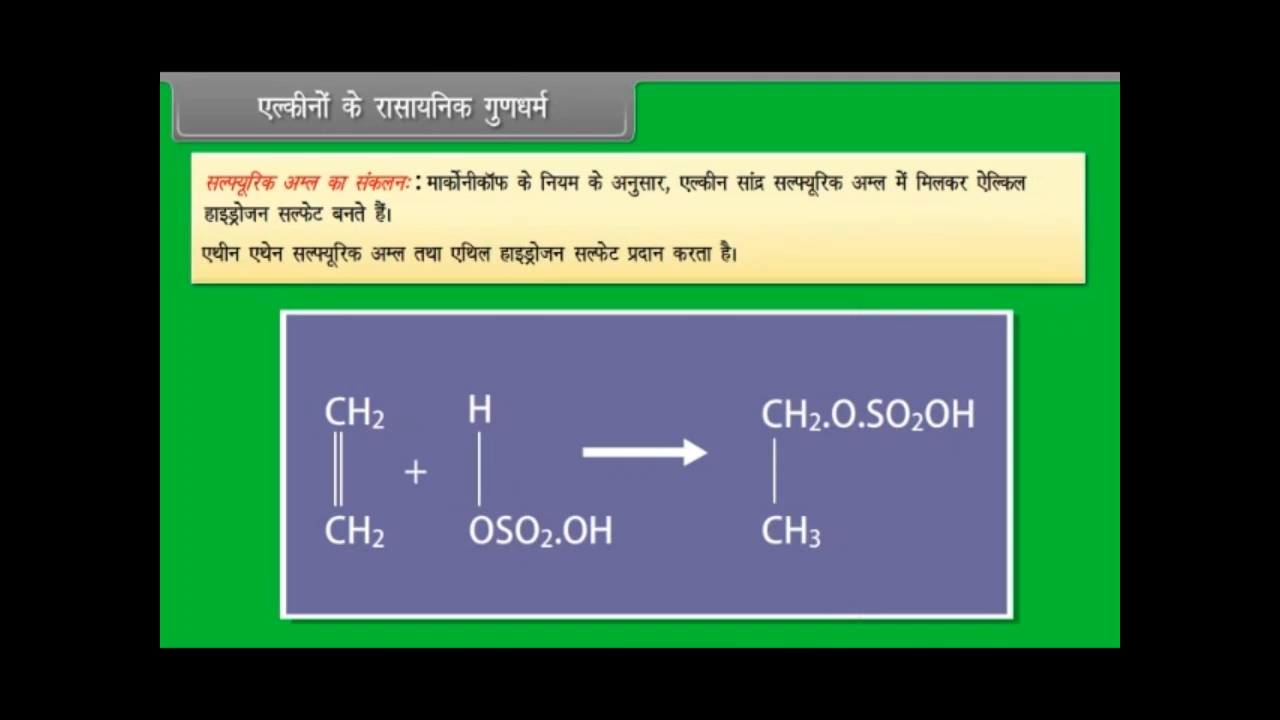 एल्कीनों के रासायनिक गुणधर्म
सल्फ्यूरिक अम्ल का संकलनः : मार्कोनीकॉफ के नियम के अनुसार, एल्कीन सांद्र सल्फ्यूरिक अम्ल में मिलकर ऐल्किल
हाइड्रोजन सल्फेट बनते हैं।
एथीन एथेन सल्फ्यूरिक अम्ल तथा एथिल हाइड्रोजन सल्फेट प्रदान करता है।
CH₂ H CH₂.O.SO₂OH
+
CH₂ OSO₂.OH CH₃